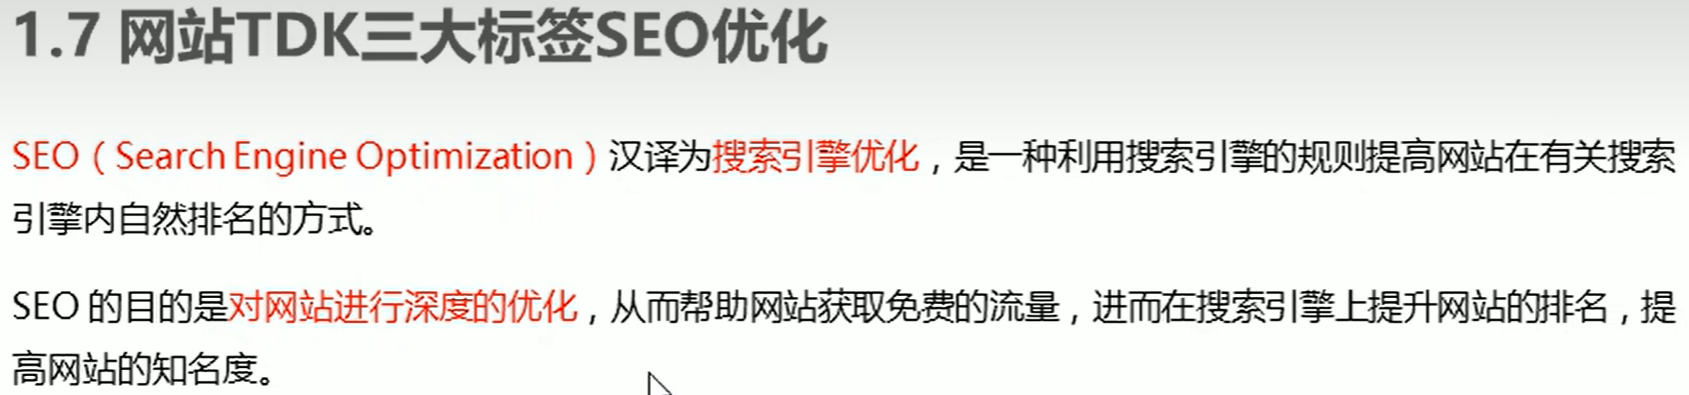 1.7 网站TDK三大标签SEO优化
SEO（Search Engine Optimization）汉译为搜索引擎优化，是一种利用搜索引擎的规则提高网站在有关搜索
引擎内自然排名的方式。
SEO 的目的是对网站进行深度的优化，从而帮助网站获取免费的流量，进而在搜索引擎上提升网站的排名，提
高网站的知名度。